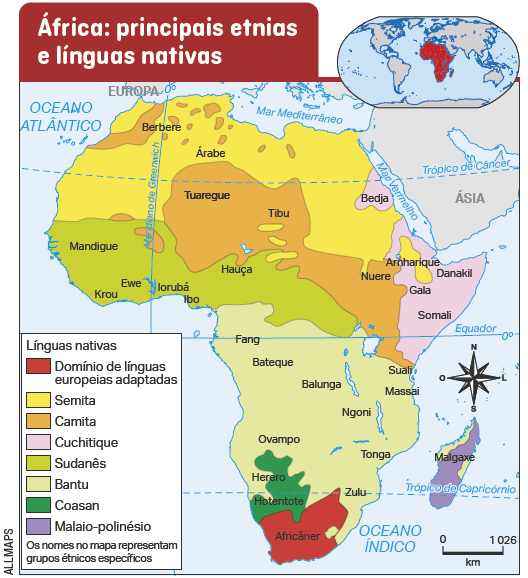 África: principais etnias
e línguas nativas
EUROPA
0°
OCEANO
ATLÂNTICO
Mar Mediterrâneo
Berbere
Árabe
Meridiano de Greenwich
Trópico de Câncer
Mar Vermelho
ÁSIA
Tuaregue
Bedja
Tibu
Mandigue
Amharique
Danakil
Hauça
Nuere
Gala
Ewe
Iorubá
Krou
Ibo
Somali
Equador
0°
Fang
Bateque
Suali
Balunga
Massai
Ngoni
Ovampo
Tonga
Malgaxe
Herero
Hotentote
Zulu
Trópico de Capricórnio
Africâner
OCEANO
ÍNDICO
N
O
L
S
0
1 026
km
Línguas nativas
Domínio de línguas
europeias adaptadas
Semita
Camita
Cuchitique
Sudanês
Bantu
Coasan
Malaio-polinésio
Os nomes no mapa representam
grupos étnicos específicos
ALLMAPS